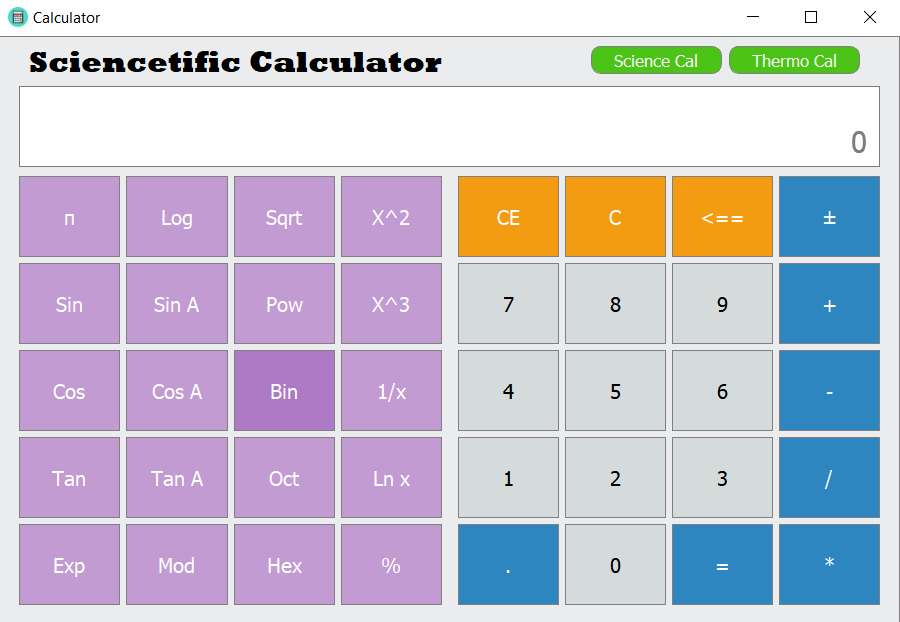 Calculator
Sciencetific Calculator Science Cal Thermo Cal
0
π Log Sqrt X^2 CE C <== ±
Sin Sin A Pow X^3 7 8 9 +
Cos Cos A Bin 1/x 4 5 6 -
Tan Tan A Oct Ln x 1 2 3 /
Exp Mod Hex % . 0 = *